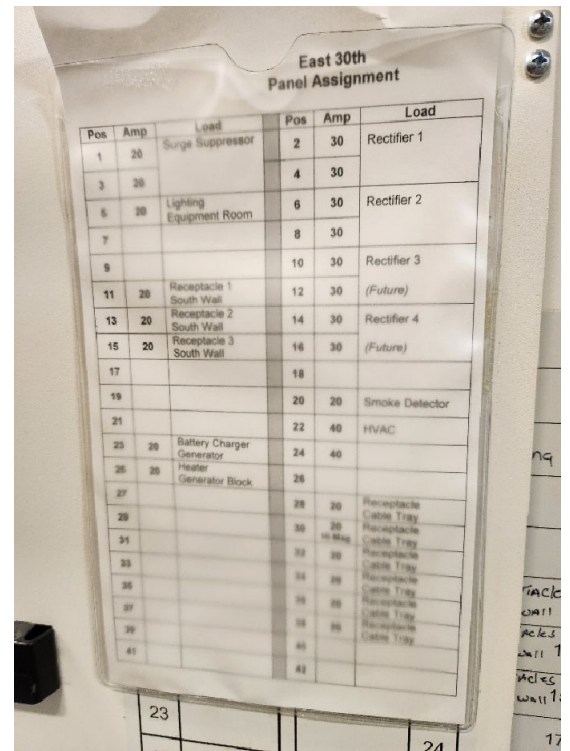 East 30th
Panel Assignment
Pos Amp Load Pos Amp Load
1 20 Surge Suppressor 2 30 Rectifier 1
3 20 4 30
5 20 Lighting
Equipment Room 6 30 Rectifier 2
7 8 30
9 10 30 Rectifier 3
11 20 Receptacle 1
South Wall 12 30 (Future)
13 20 Receptacle 2
South Wall 14 30 Rectifier 4
15 20 Receptacle 3
South Wall 16 30 (Future)
17 18
19 20 20 Smoke Detector
21 22 40 HVAC
23 20 Battery Charger
Generator 24 40
25 20 Heater
Generator Block 26
27 28 20 Receptacle
Cable Tray
29 30 20 Receptacle
Hi-Mag Cable Tray
31 32 20 Receptacle
Cable Tray
33 34 20 Receptacle
Cable Tray
35 36 20 Receptacle
Cable Tray
37 38 20 Receptacle
Cable Tray
39 40
41 42
23
24
17